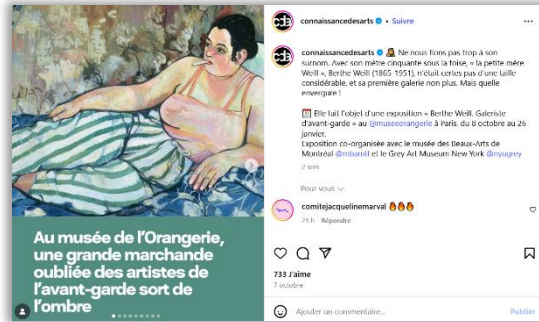 Au musée de l'Orangerie,
une grande marchande
oubliée des artistes de
l'avant-garde sort de
l'ombre
connaissancedesarts • Suivre
connaissancedesarts Ne nous fions pas trop à son
surnom. Avec son mètre cinquante sous la toise, « la petite mère
Weill », Berthe Weill (1865-1951), n'était certes pas d'une taille
considérable, et sa première galerie non plus. Mais quelle
envergure !
Elle fait l'objet d'une exposition « Berthe Weill. Galeriste
d'avant-garde » au @museeorangerie à Paris, du 8 octobre au 26
janvier.
Exposition co-organisée avec le musée des Beaux-Arts de
Montréal @mbamtl et le Grey Art Museum New York @nyugrey
2 sem
Pour vous
comitejacquelinemarval
23 h Répondre
733 J'aime
7 octobre
Ajouter un commentaire...
Publier